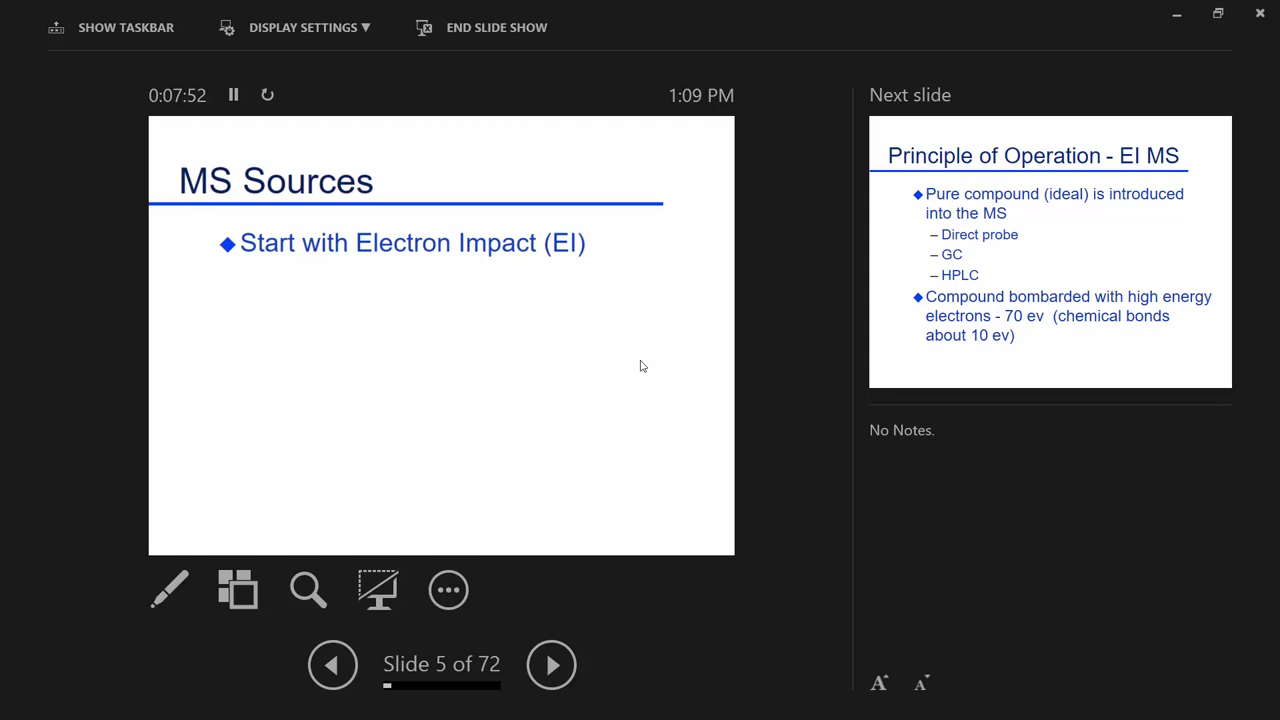 SHOW TASKBAR
DISPLAY SETTINGS ▼
END SLIDE SHOW
0:07:52
1:09 PM
MS Sources
◆ Start with Electron Impact (EI)
Slide 5 of 72
Next slide
Principle of Operation - EI MS
◆ Pure compound (ideal) is introduced
into the MS
– Direct probe
– GC
– HPLC
◆ Compound bombarded with high energy
electrons - 70 ev (chemical bonds
about 10 ev)
No Notes.
A A